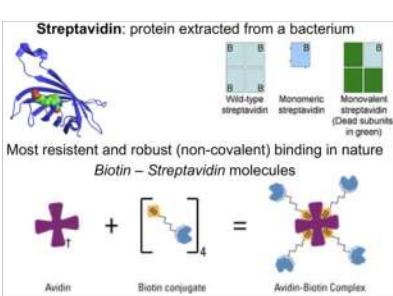 Streptavidin: protein extracted from a bacterium
B B B B
B B
Wild-type streptavidin
Monomeric streptavidin
Monovalent streptavidin (Dead subunits in green)
Most resistent and robust (non-covalent) binding in nature
Biotin – Streptavidin molecules
+
4
=
Avidin
Biotin conjugate
Avidin-Biotin Complex